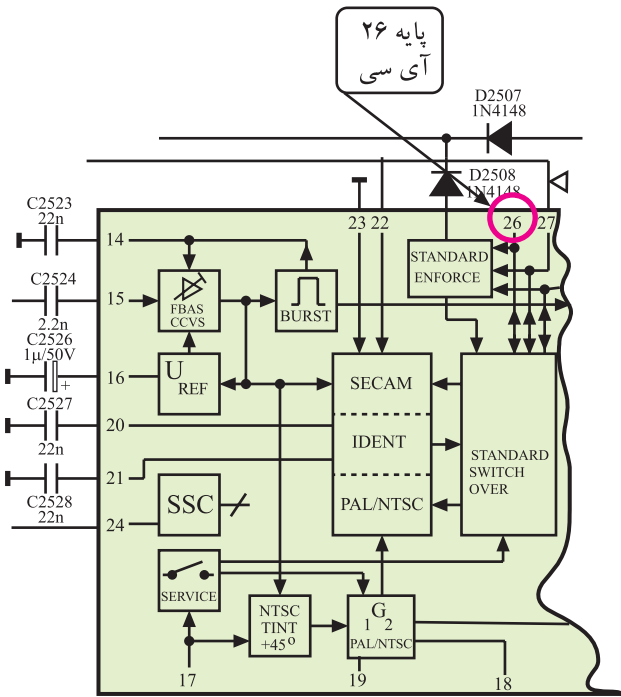 پایه ۲۶
آی سی
D2507
1N4148
D2508
1N4148
C2523
22n
14
23
22
26
27
STANDARD
ENFORCE
C2524
2.2n
15
FBAS
CCVS
BURST
C2526
1µ/50V
+
16
U REF
SECAM
C2527
22n
20
IDENT
STANDARD
SWITCH
OVER
21
C2528
22n
24
SSC
PAL/NTSC
SERVICE
NTSC
TINT
+45°
G
1 2
PAL/NTSC
17
19
18